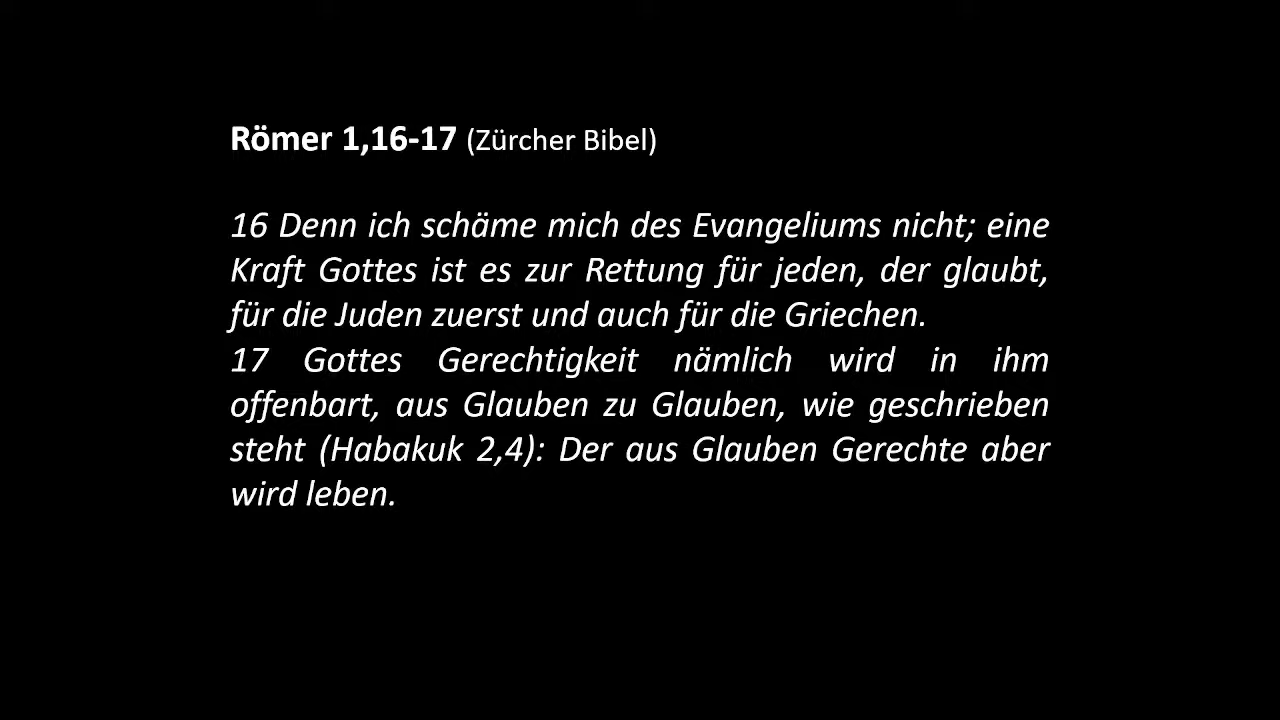 Römer 1,16-17 (Zürcher Bibel)
16 Denn ich schäme mich des Evangeliums nicht; eine
Kraft Gottes ist es zur Rettung für jeden, der glaubt,
für die Juden zuerst und auch für die Griechen.
17 Gottes Gerechtigkeit nämlich wird in ihm
offenbart, aus Glauben zu Glauben, wie geschrieben
steht (Habakuk 2,4): Der aus Glauben Gerechte aber
wird leben.